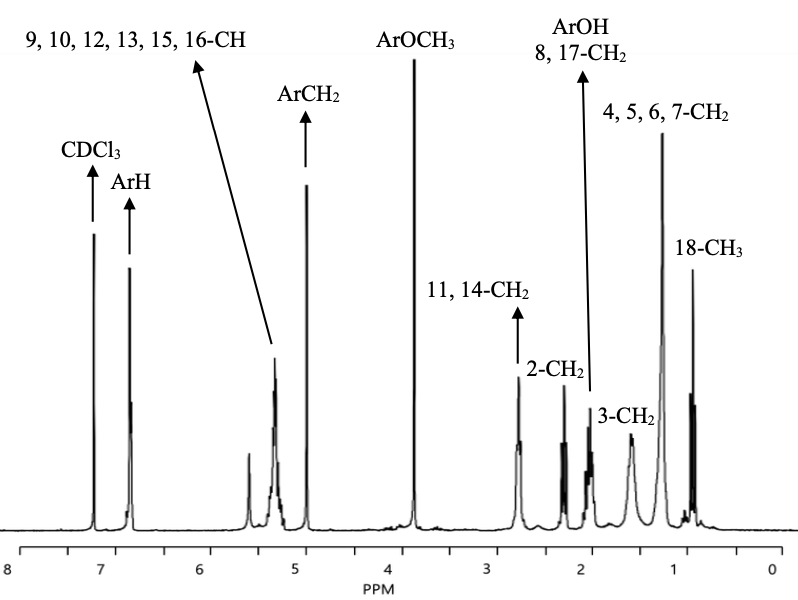 ArOH
9, 10, 12, 13, 15, 16-CH
ArOCH₃
8, 17-CH₂
ArCH₂
4, 5, 6, 7-CH₂
CDCl₃
ArH
18-CH₃
11, 14-CH₂
2-CH₂
3-CH₂
8 7 6 5 4 3 2 1 0
PPM